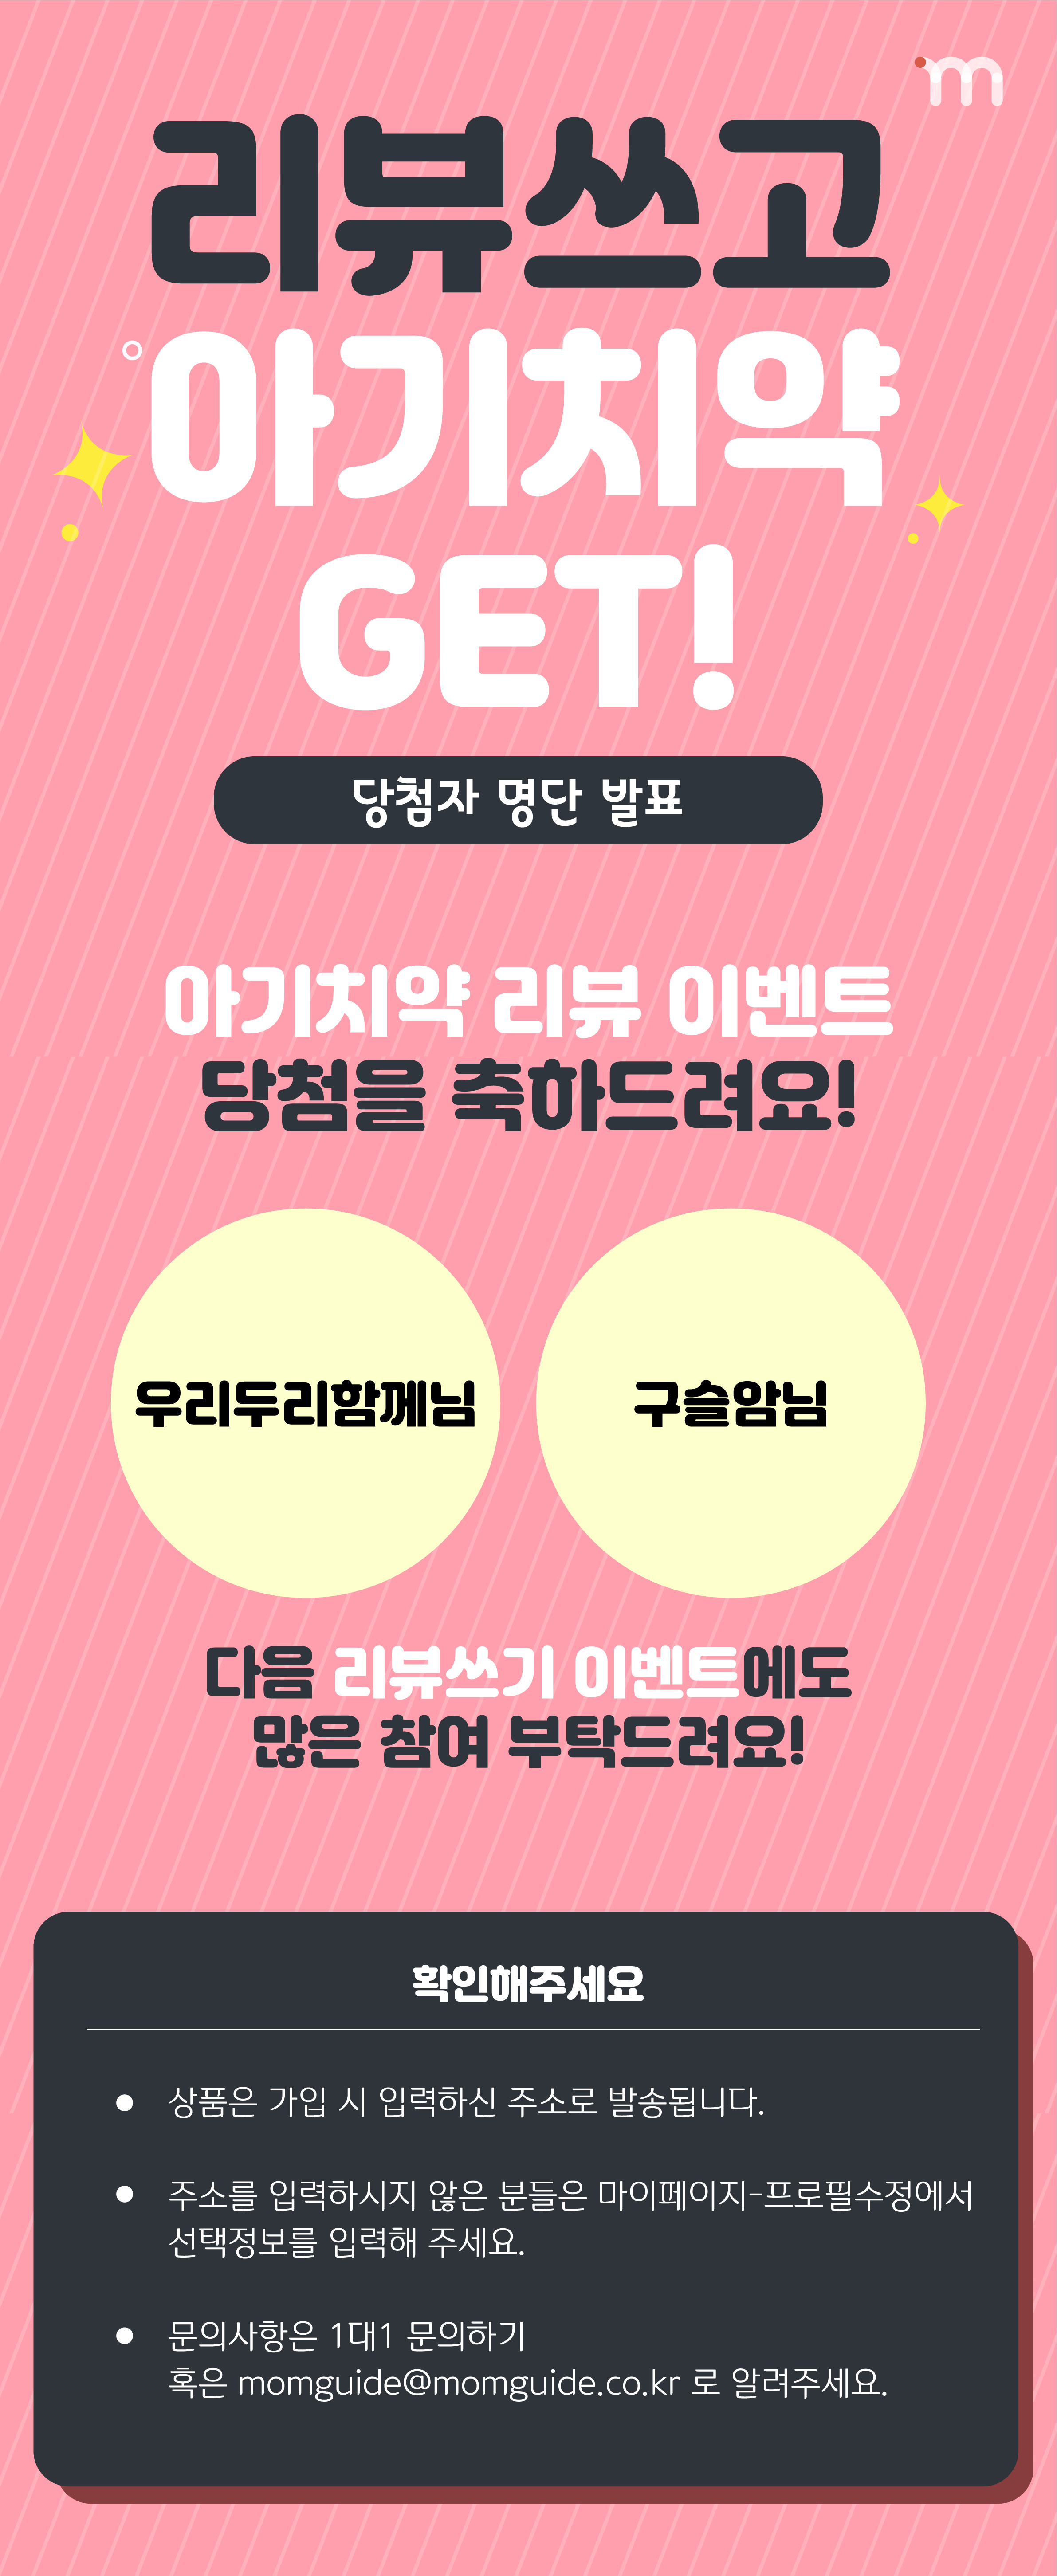 m
리뷰쓰고
아기치약
GET!
당첨자 명단 발표
아기치약 리뷰 이벤트
당첨을 축하드려요!
우리두리함께님
구슬암님
다음 리뷰쓰기 이벤트에도
많은 참여 부탁드려요!
확인해주세요
상품은 가입 시 입력하신 주소로 발송됩니다.
주소를 입력하시지 않은 분들은 마이페이지-프로필수정에서
선택정보를 입력해 주세요.
문의사항은 1대1 문의하기
혹은 momguide@momguide.co.kr 로 알려주세요.